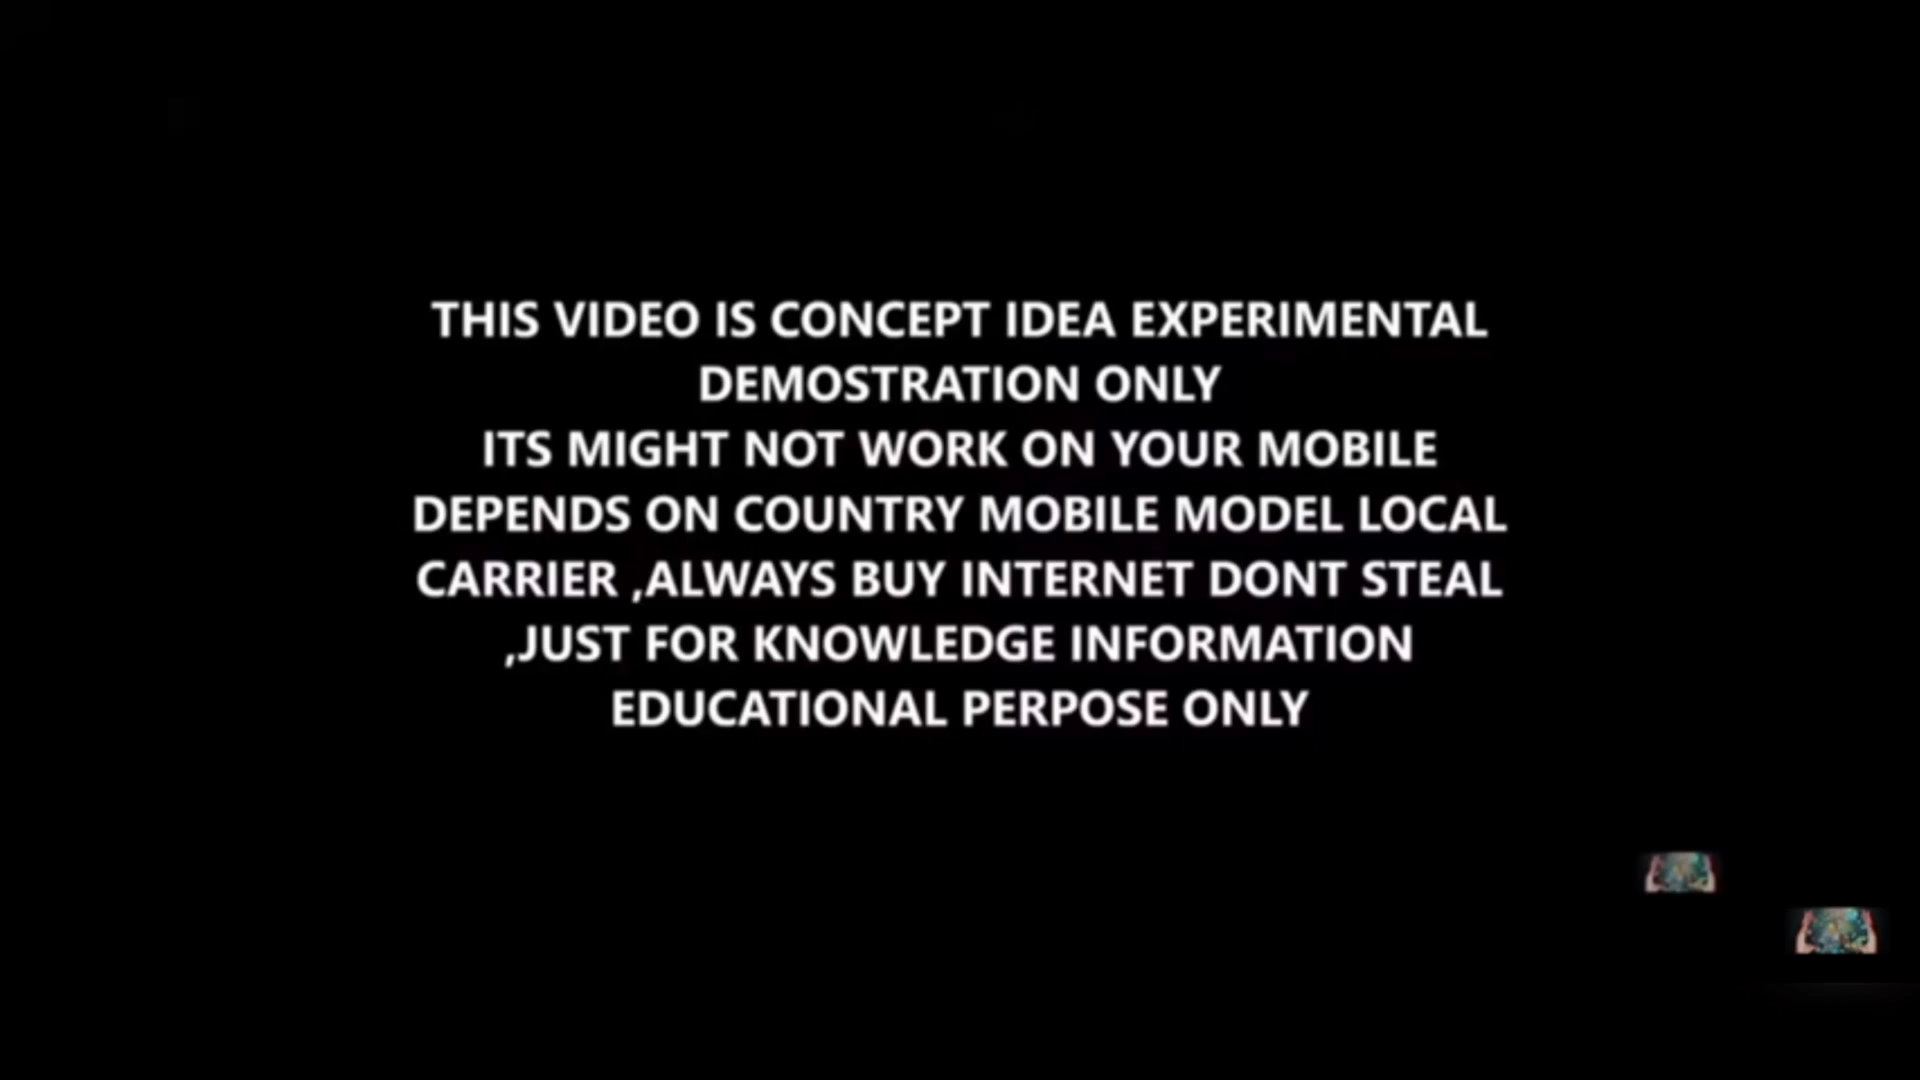 THIS VIDEO IS CONCEPT IDEA EXPERIMENTAL
DEMOSTRATION ONLY
ITS MIGHT NOT WORK ON YOUR MOBILE
DEPENDS ON COUNTRY MOBILE MODEL LOCAL
CARRIER ,ALWAYS BUY INTERNET DONT STEAL
,JUST FOR KNOWLEDGE INFORMATION
EDUCATIONAL PERPOSE ONLY